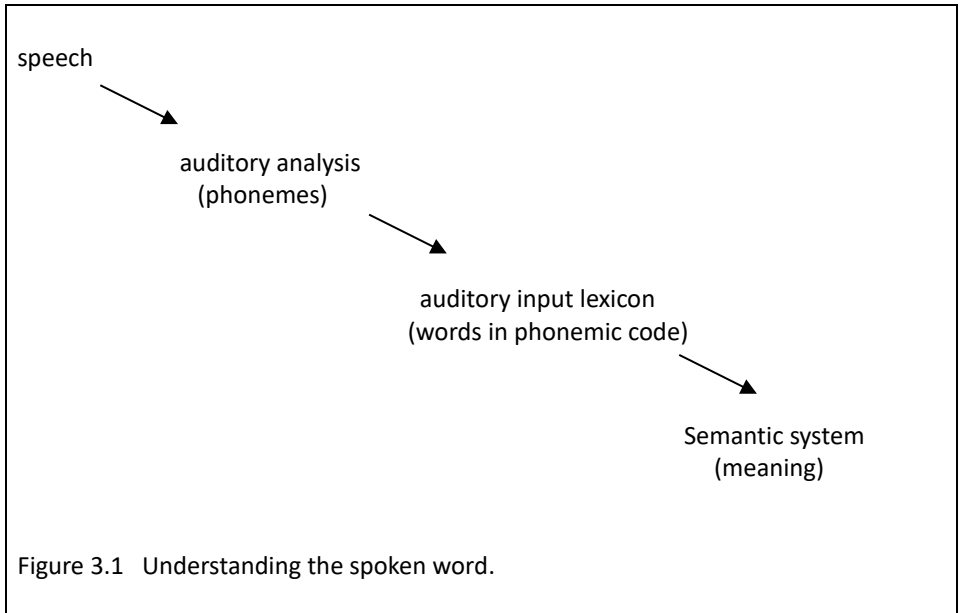 speech
auditory analysis
(phonemes)
auditory input lexicon
(words in phonemic code)
Semantic system
(meaning)
Figure 3.1 Understanding the spoken word.